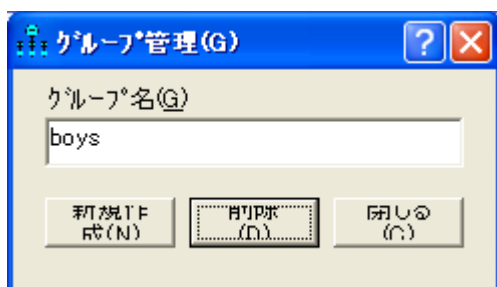 ｸﾞﾙｰﾌﾟ管理(G)
ｸﾞﾙｰﾌﾟ名(G)
boys
新規作
成(N)
削除
(D)
閉じる
(C)